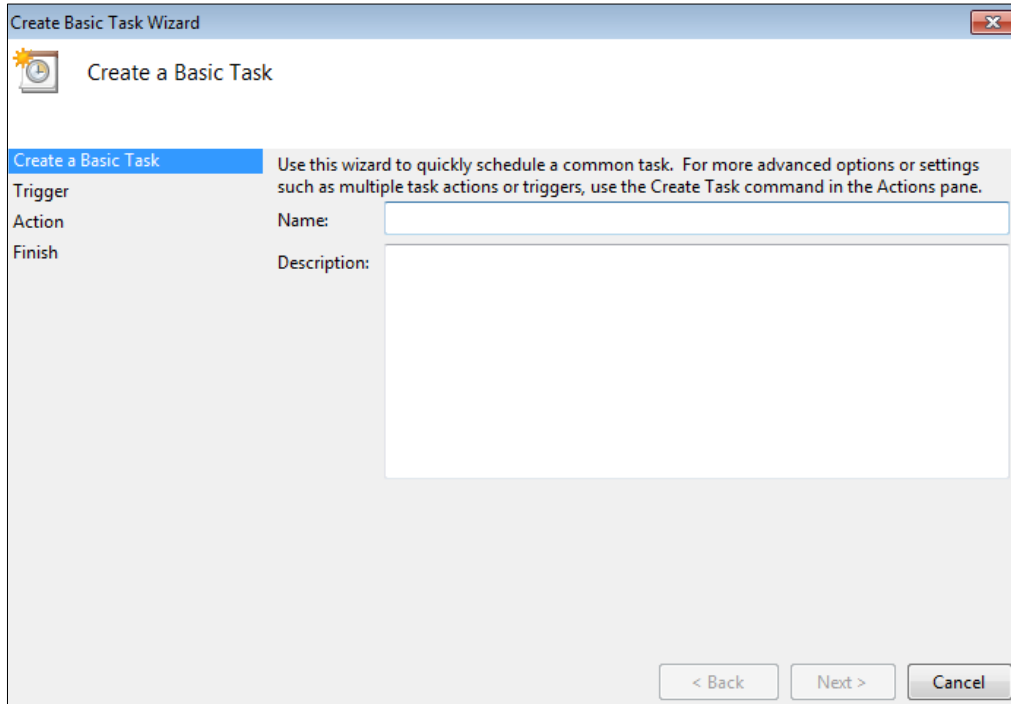 Create Basic Task Wizard
Create a Basic Task
Create a Basic Task
Trigger
Action
Finish
Use this wizard to quickly schedule a common task.  For more advanced options or settings
such as multiple task actions or triggers, use the Create Task command in the Actions pane.
Name:
Description:
< Back
Next >
Cancel